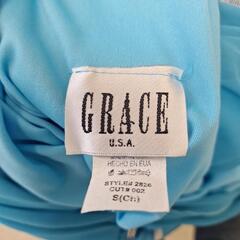 GRACE
U.S.A.
HECHO EN EUA
STYLE# 2826
CUT# 002
S(Ch)